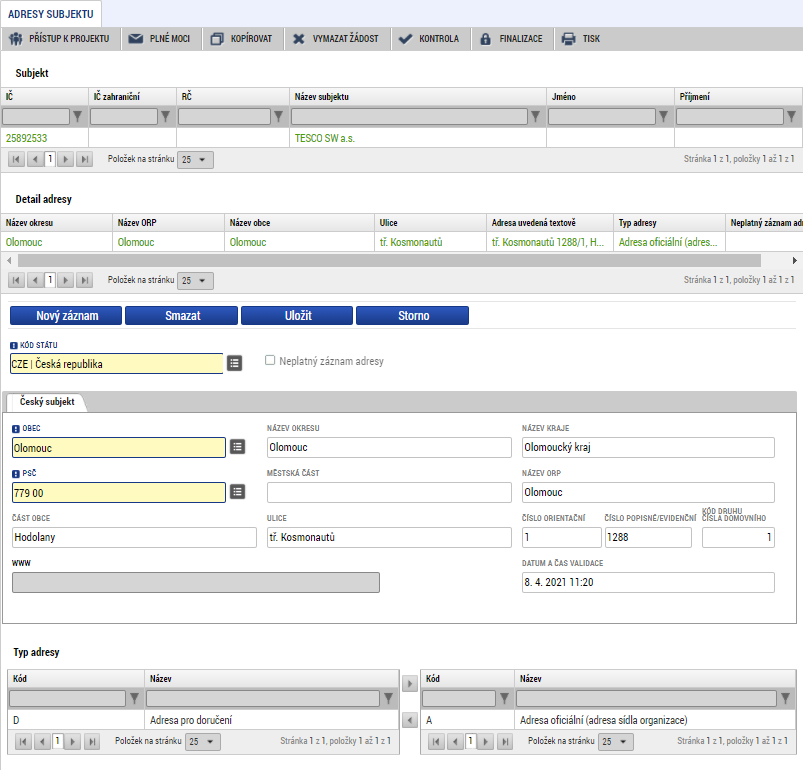 ADRESY SUBJEKTU
PŘÍSTUP K PROJEKTU PLNÉ MOCI KOPÍROVAT VYMAZAT ŽÁDOST KONTROLA FINALIZACE TISK
Subjekt
IČ IČ zahraniční RČ Název subjektu Jméno Příjmení
25892533 TESCO SW a.s.
1 Položek na stránku 25 Stránka 1 z 1, položky 1 až 1 z 1
Detail adresy
Název okresu Název ORP Název obce Ulice Adresa uvedená textově Typ adresy Neplatný záznam adr
Olomouc Olomouc Olomouc tř. Kosmonautů tř. Kosmonautů 1288/1, H... Adresa oficiální (adres...
1 Položek na stránku 25 Stránka 1 z 1, položky 1 až 1 z 1
Nový záznam Smazat Uložit Storno
KÓD STÁTU
CZE | Česká republika Neplatný záznam adresy
Český subjekt
OBEC NÁZEV OKRESU NÁZEV KRAJE
Olomouc Olomouc Olomoucký kraj
PSČ MĚSTSKÁ ČÁST NÁZEV ORP
779 00 Olomouc
ČÁST OBCE ULICE ČÍSLO ORIENTAČNÍ ČÍSLO POPISNÉ/EVIDENČNÍ KÓD DRUHU ČÍSLA DOMOVNÍHO
Hodolany tř. Kosmonautů 1 1288 1
WWW DATUM A ČAS VALIDACE
8. 4. 2021 11:20
Typ adresy
Kód Název Kód Název
D Adresa pro doručení A Adresa oficiální (adresa sídla organizace)
1 Položek na stránku 25 Stránka 1 z 1, položky 1 až 1 z 1 1 Položek na stránku 25 Stránka 1 z 1, položky 1 až 1 z 1